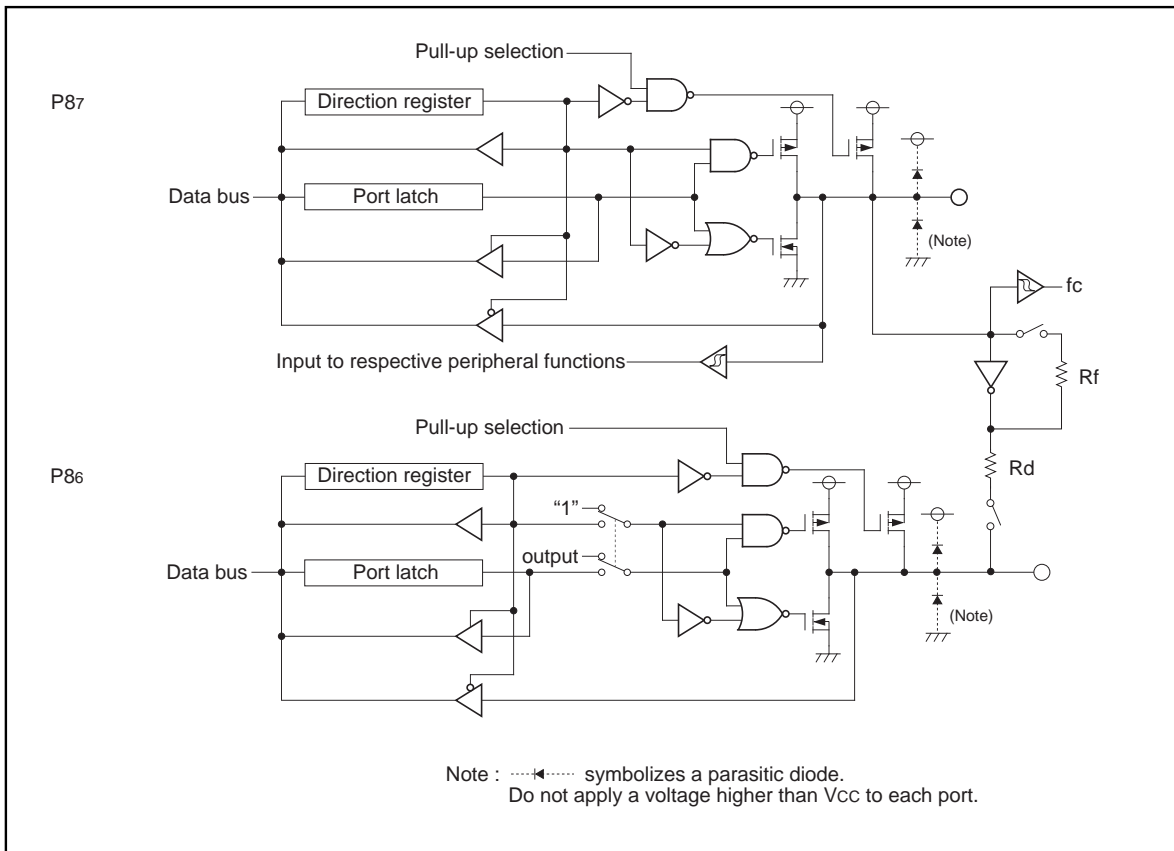 Pull-up selection
P87
Direction register
Data bus
Port latch
(Note)
fc
Input to respective peripheral functions
Rf
Pull-up selection
Rd
P86
Direction register
“1”
output
Data bus
Port latch
(Note)
Note : symbolizes a parasitic diode.
Do not apply a voltage higher than VCC to each port.